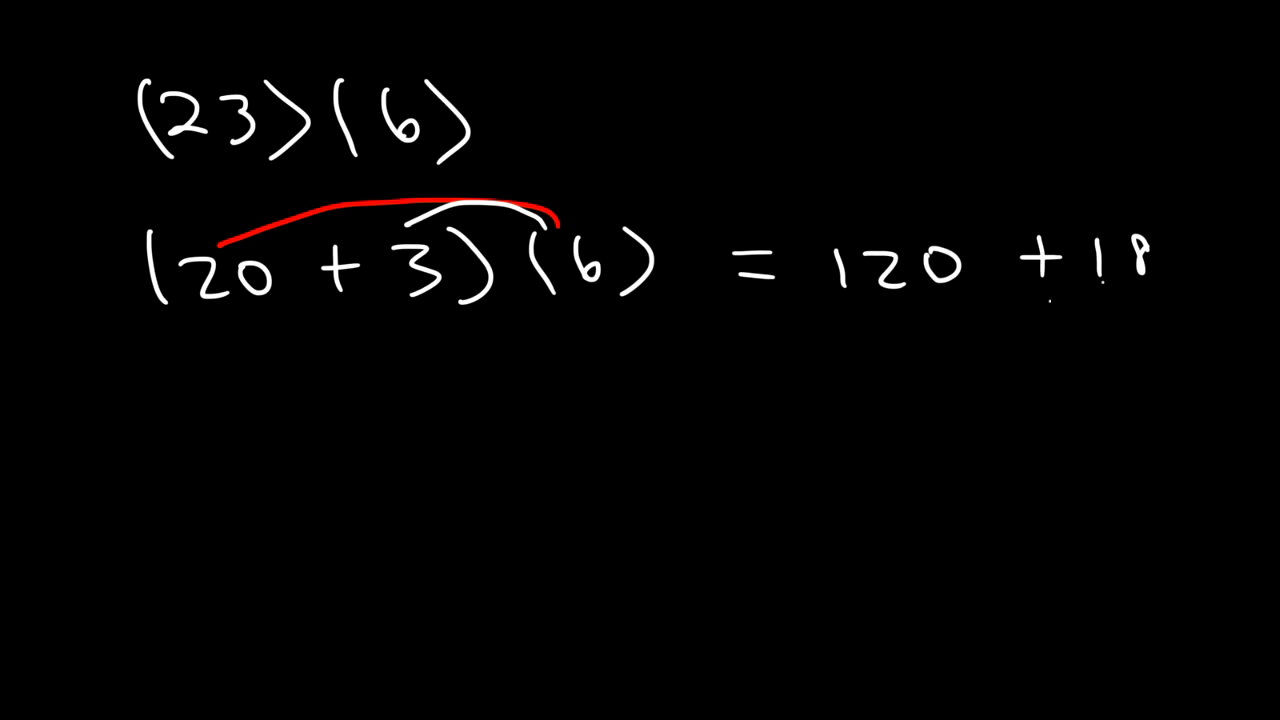 (23)(6)
(20 + 3)(6) = 120 + 18